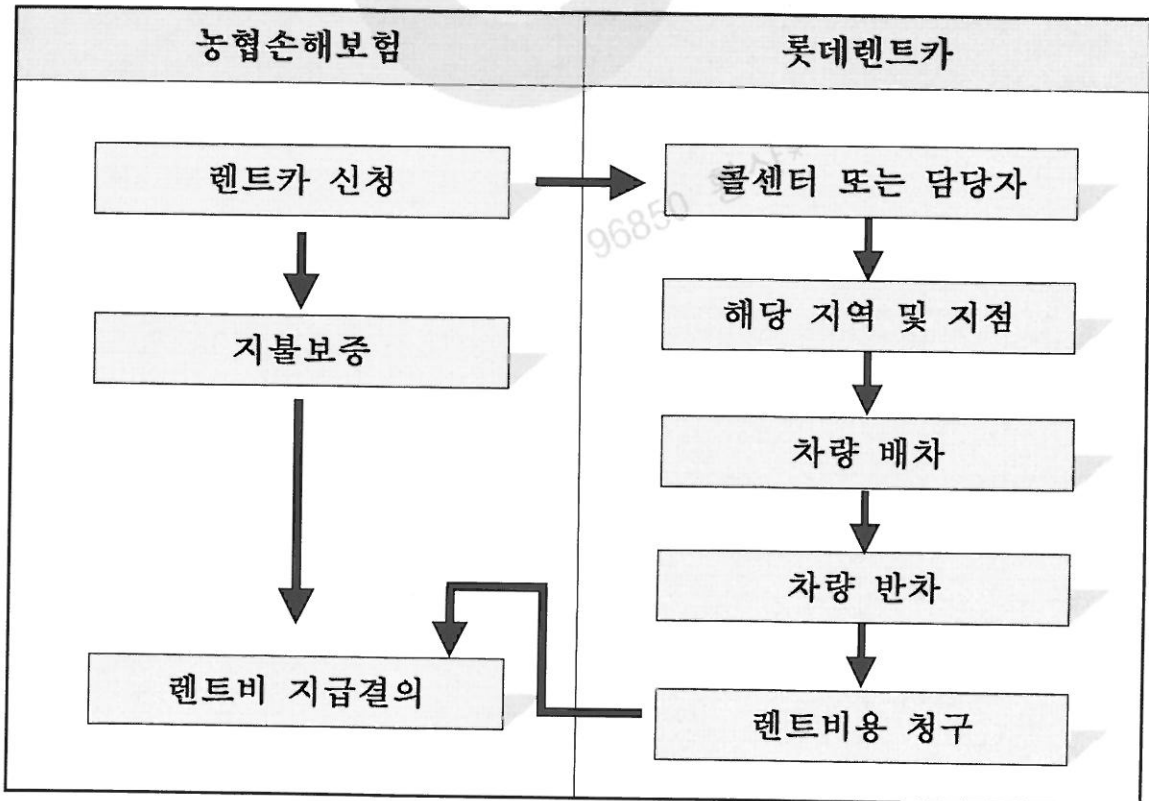 농협손해보험
롯데렌트카
렌트카 신청
콜센터 또는 담당자
지불보증
해당 지역 및 지점
차량 배차
차량 반차
렌트비 지급결의
렌트비용 청구
96850